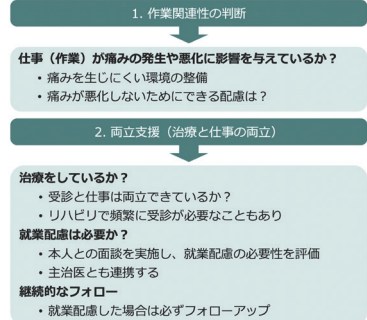 1. 作業関連性の判断
仕事（作業）が痛みの発生や悪化に影響を与えているか？
・痛みを生じにくい環境の整備
・痛みが悪化しないためにできる配慮は？
2. 両立支援（治療と仕事の両立）
治療をしているか？
・受診と仕事は両立できているか？
・リハビリで頻繁に受診が必要なこともあり
就業配慮は必要か？
・本人との面談を実施し、就業配慮の必要性を評価
・主治医とも連携する
継続的なフォロー
・就業配慮した場合は必ずフォローアップ